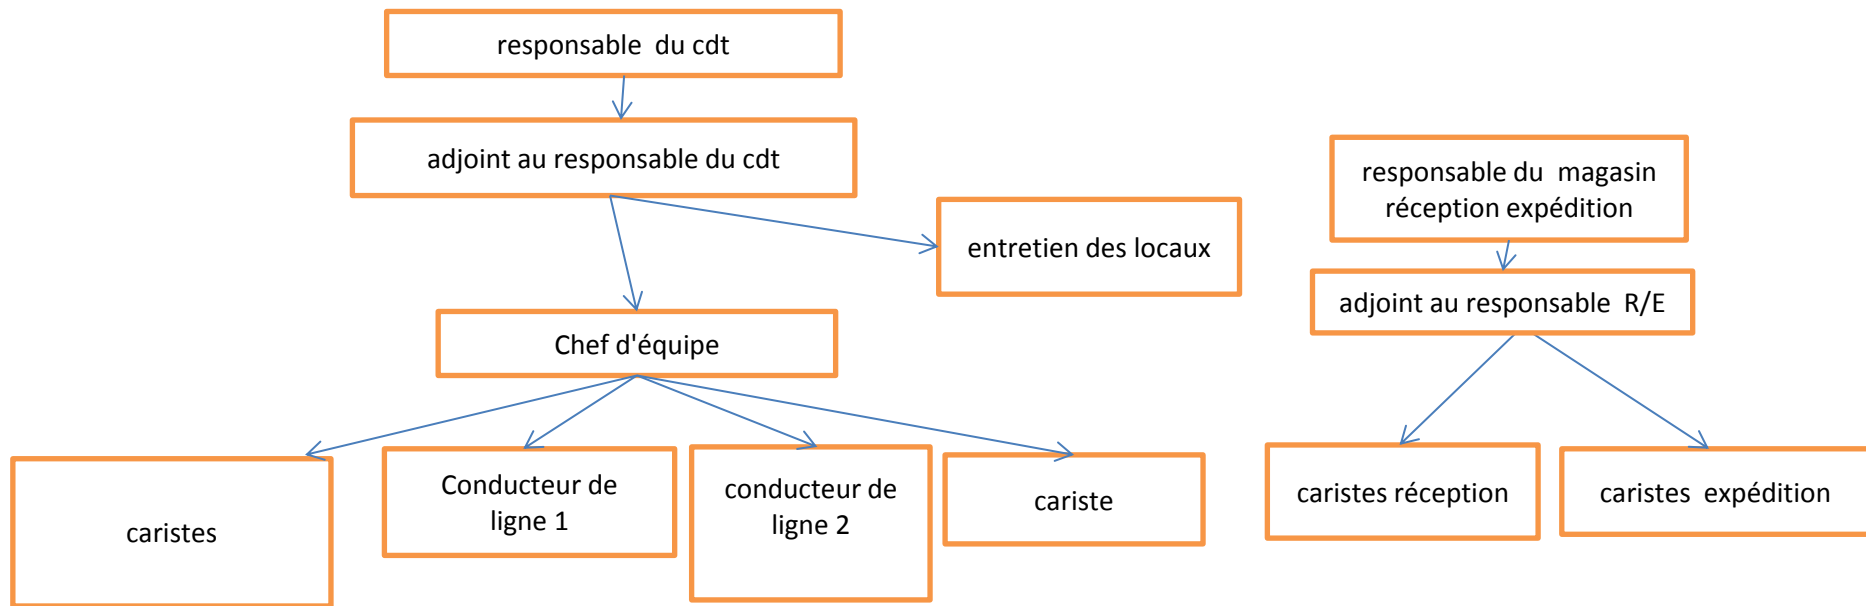 responsable  du cdt
adjoint au responsable du cdt
entretien des locaux
Chef d'équipe
caristes
Conducteur de
ligne 1
conducteur de
ligne 2
cariste
responsable du  magasin
réception expédition
adjoint au responsable  R/E
caristes réception
caristes  expédition